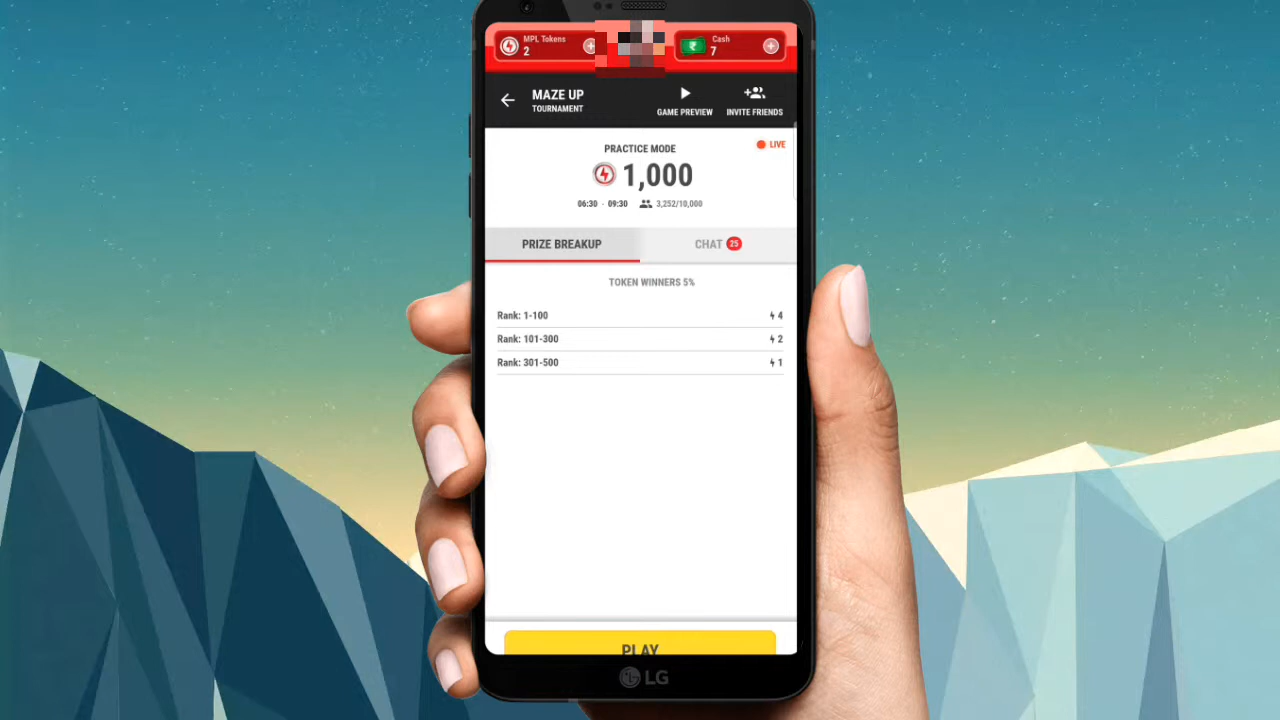 MPL Tokens
2
Cash
7
MAZE UP
TOURNAMENT
GAME PREVIEW
INVITE FRIENDS
LIVE
PRACTICE MODE
1,000
06:30 - 09:30 3,252/10,000
PRIZE BREAKUP
CHAT 25
TOKEN WINNERS 5%
Rank: 1-100 4
Rank: 101-300 2
Rank: 301-500 1
PLAY
LG